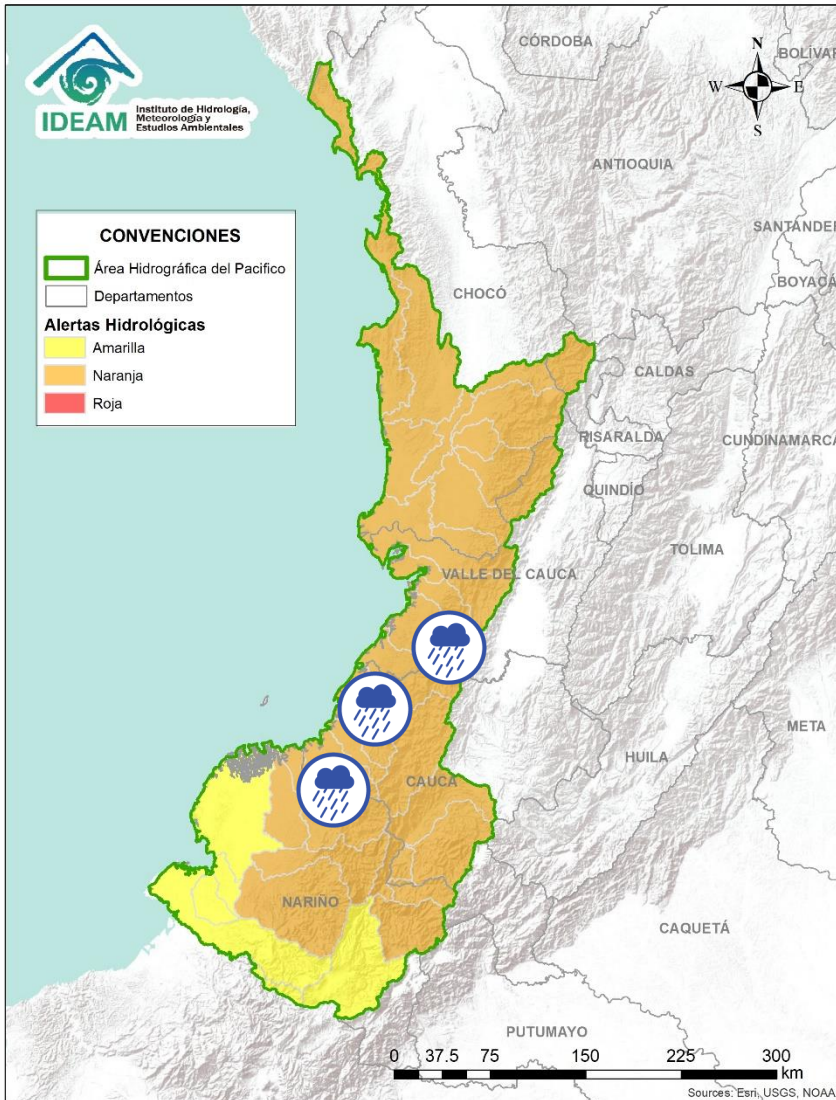 IDEAM
Instituto de Hidrología,
Meteorología y
Estudios Ambientales
CÓRDOBA
BOLÍVAR
N
W
E
S
ANTIOQUIA
SANTANDER
BOYACÁ
CONVENCIONES
Área Hidrográfica del Pacifico
Departamentos
Alertas Hidrológicas
Amarilla
Naranja
Roja
CHOCÓ
CALDAS
RISARALDA
CUNDINAMARCA
QUINDÍO
TOLIMA
VALLE DEL CAUCA
META
HUILA
CAUCA
NARIÑO
CAQUETÁ
PUTUMAYO
0 37.5 75 150 225 300
km
Sources: Esri, USGS, NOAA